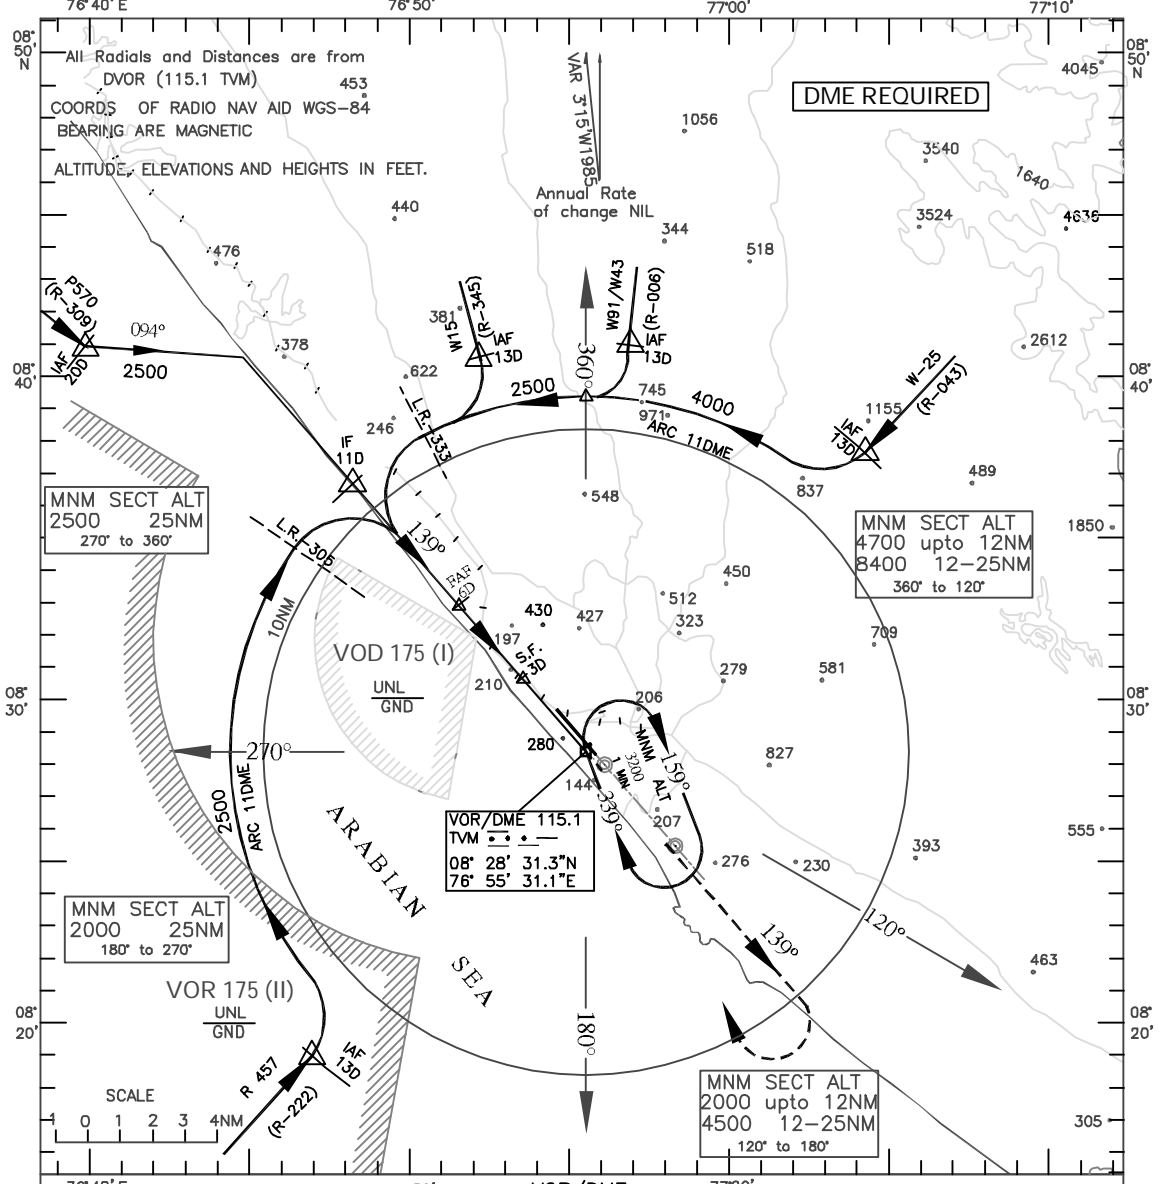 76° 40' E
76°50'
77°00'
77°10'
08°
50'
N
08°
50'
N
All Radials and Distances are from
DVOR (115.1 TVM)
COORDS OF RADIO NAV AID WGS-84
BEARING ARE MAGNETIC
ALTITUDE, ELEVATIONS AND HEIGHTS IN FEET.
453
VAR 3°15'W1985
Annual Rate
of change NIL
DME REQUIRED
4045
1056
3540
1640
440
344
518
3524
4636
476
P570
(R-309)
IAF
20D
094°
2500
378
381
W15
(R-345)
IAF
13D
W91/W43
(R-006)
IAF
13D
360°
2612
08°
40'
08°
40'
622
246
L.R.-333
2500
745
971
4000
ARC 11DME
W-25
(R-043)
1155
IAF
13D
IF
11D
837
489
548
MNM SECT ALT
2500 25NM
270° to 360°
L.R.-305
139°
MNM SECT ALT
4700 upto 12NM
8400 12-25NM
360° to 120°
1850
10NM
FAF
6D
450
512
323
430
427
197
S.F.
3D
709
VOD 175 (I)
UNL
GND
210
279
581
08°
30'
08°
30'
206
280
270°
MNM ALT
3200
1 MIN
159°
339°
144
827
207
2500
ARC 11DME
ARABIAN
SEA
VOR/DME 115.1
TVM
08° 28' 31.3"N
76° 55' 31.1"E
276
230
393
555
MNM SECT ALT
2000 25NM
180° to 270°
120°
139°
463
VOR 175 (II)
UNL
GND
08°
20'
08°
20'
180°
IAF
13D
R 457
(R-222)
SCALE
1 0 1 2 3 4NM
MNM SECT ALT
2000 upto 12NM
4500 12-25NM
120° to 180°
305